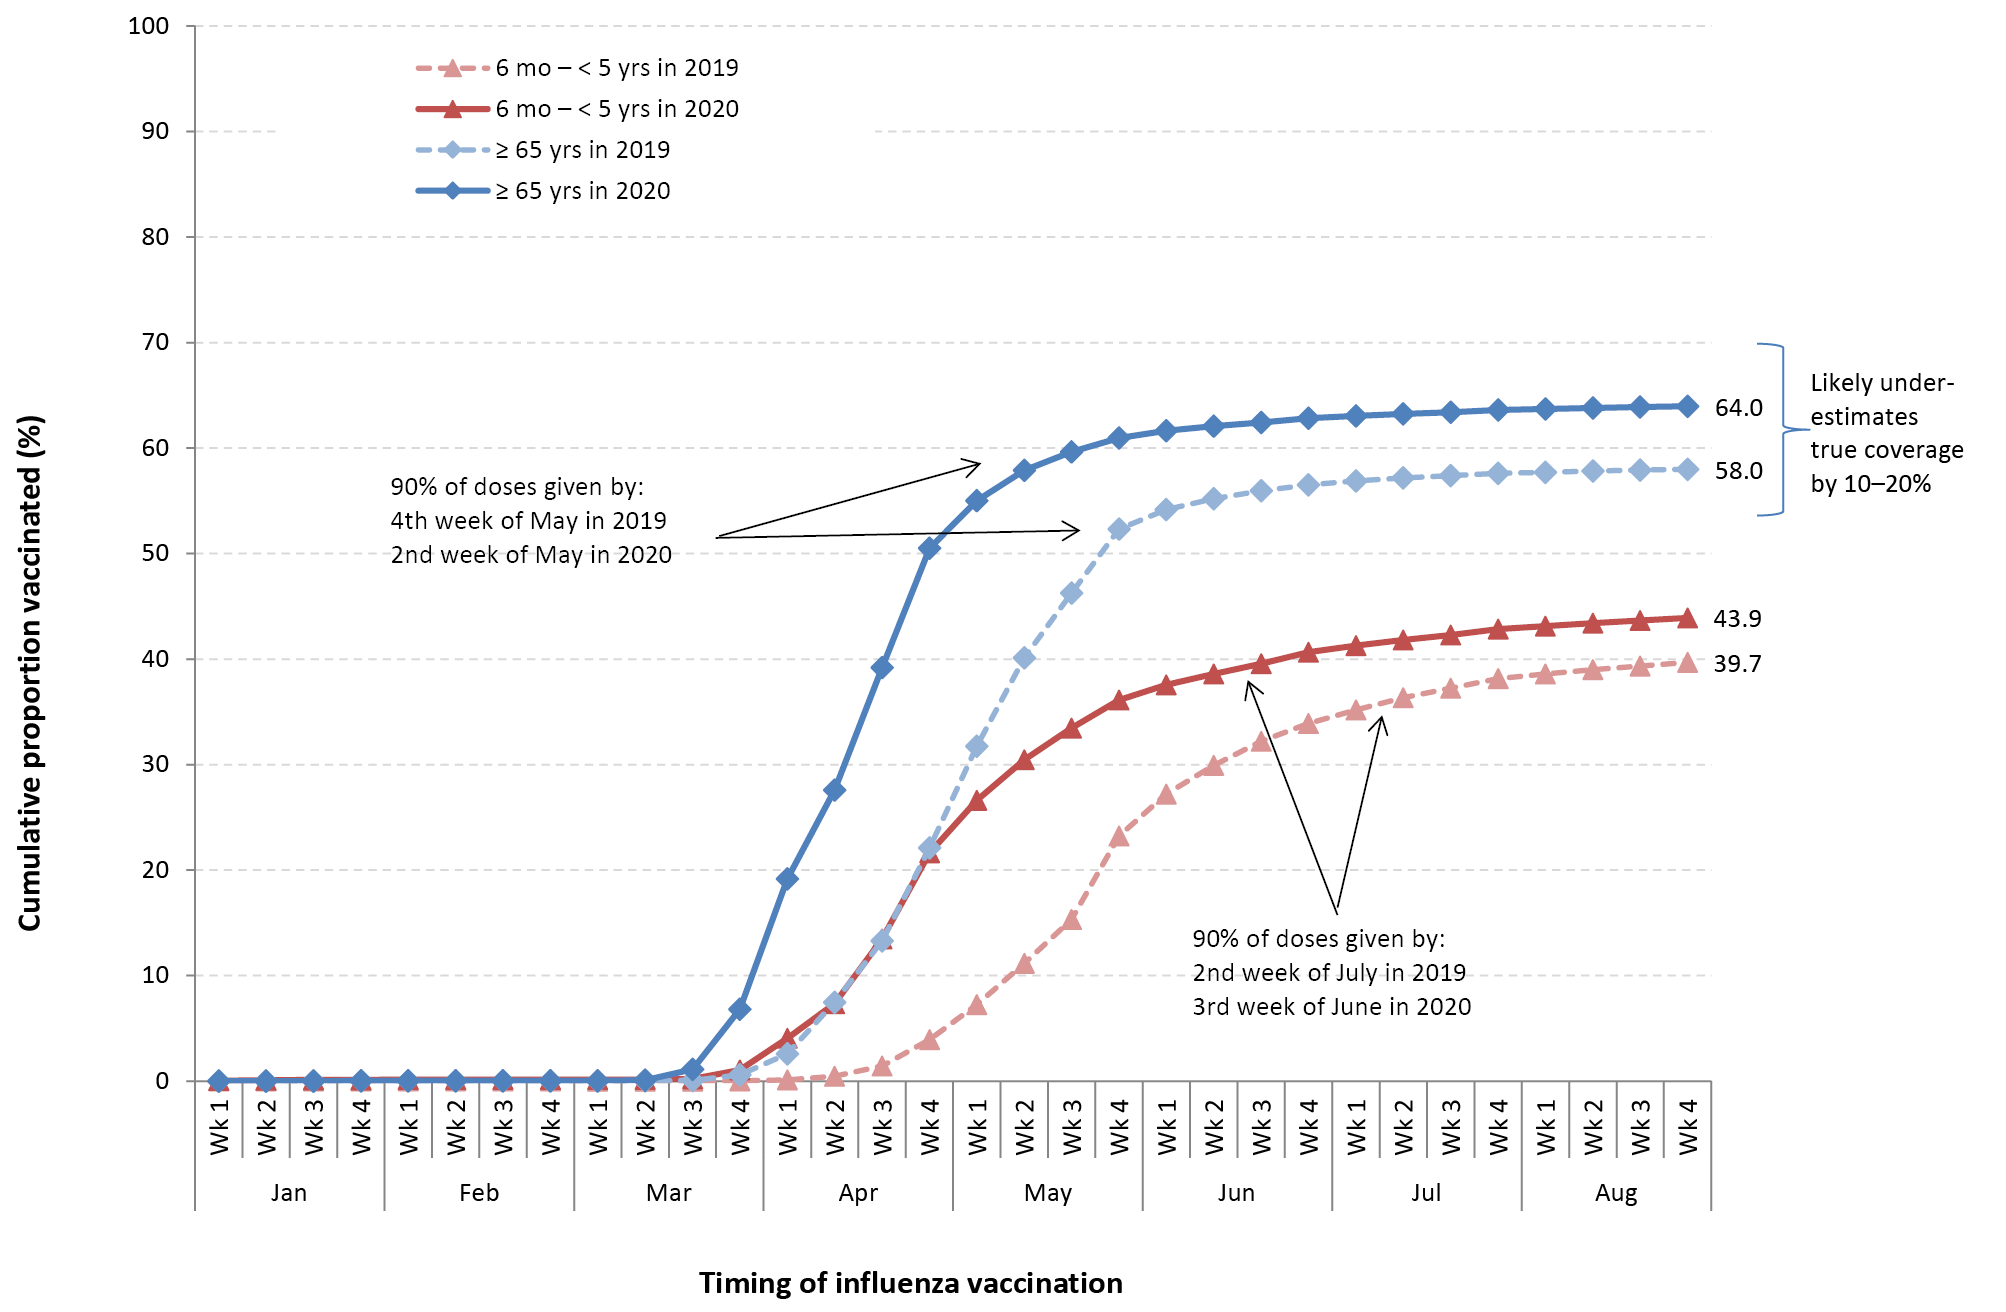 100
90
80
70
60
50
40
30
20
10
0
Cumulative proportion vaccinated (%)
6 mo – < 5 yrs in 2019
6 mo – < 5 yrs in 2020
≥ 65 yrs in 2019
≥ 65 yrs in 2020
90% of doses given by:
4th week of May in 2019
2nd week of May in 2020
64.0
58.0
43.9
39.7
Likely under-
estimates
true coverage
by 10–20%
90% of doses given by:
2nd week of July in 2019
3rd week of June in 2020
Wk 1 Wk 2 Wk 3 Wk 4 Wk 1 Wk 2 Wk 3 Wk 4 Wk 1 Wk 2 Wk 3 Wk 4 Wk 1 Wk 2 Wk 3 Wk 4 Wk 1 Wk 2 Wk 3 Wk 4 Wk 1 Wk 2 Wk 3 Wk 4 Wk 1 Wk 2 Wk 3 Wk 4 Wk 1 Wk 2 Wk 3 Wk 4
Jan Feb Mar Apr May Jun Jul Aug
Timing of influenza vaccination